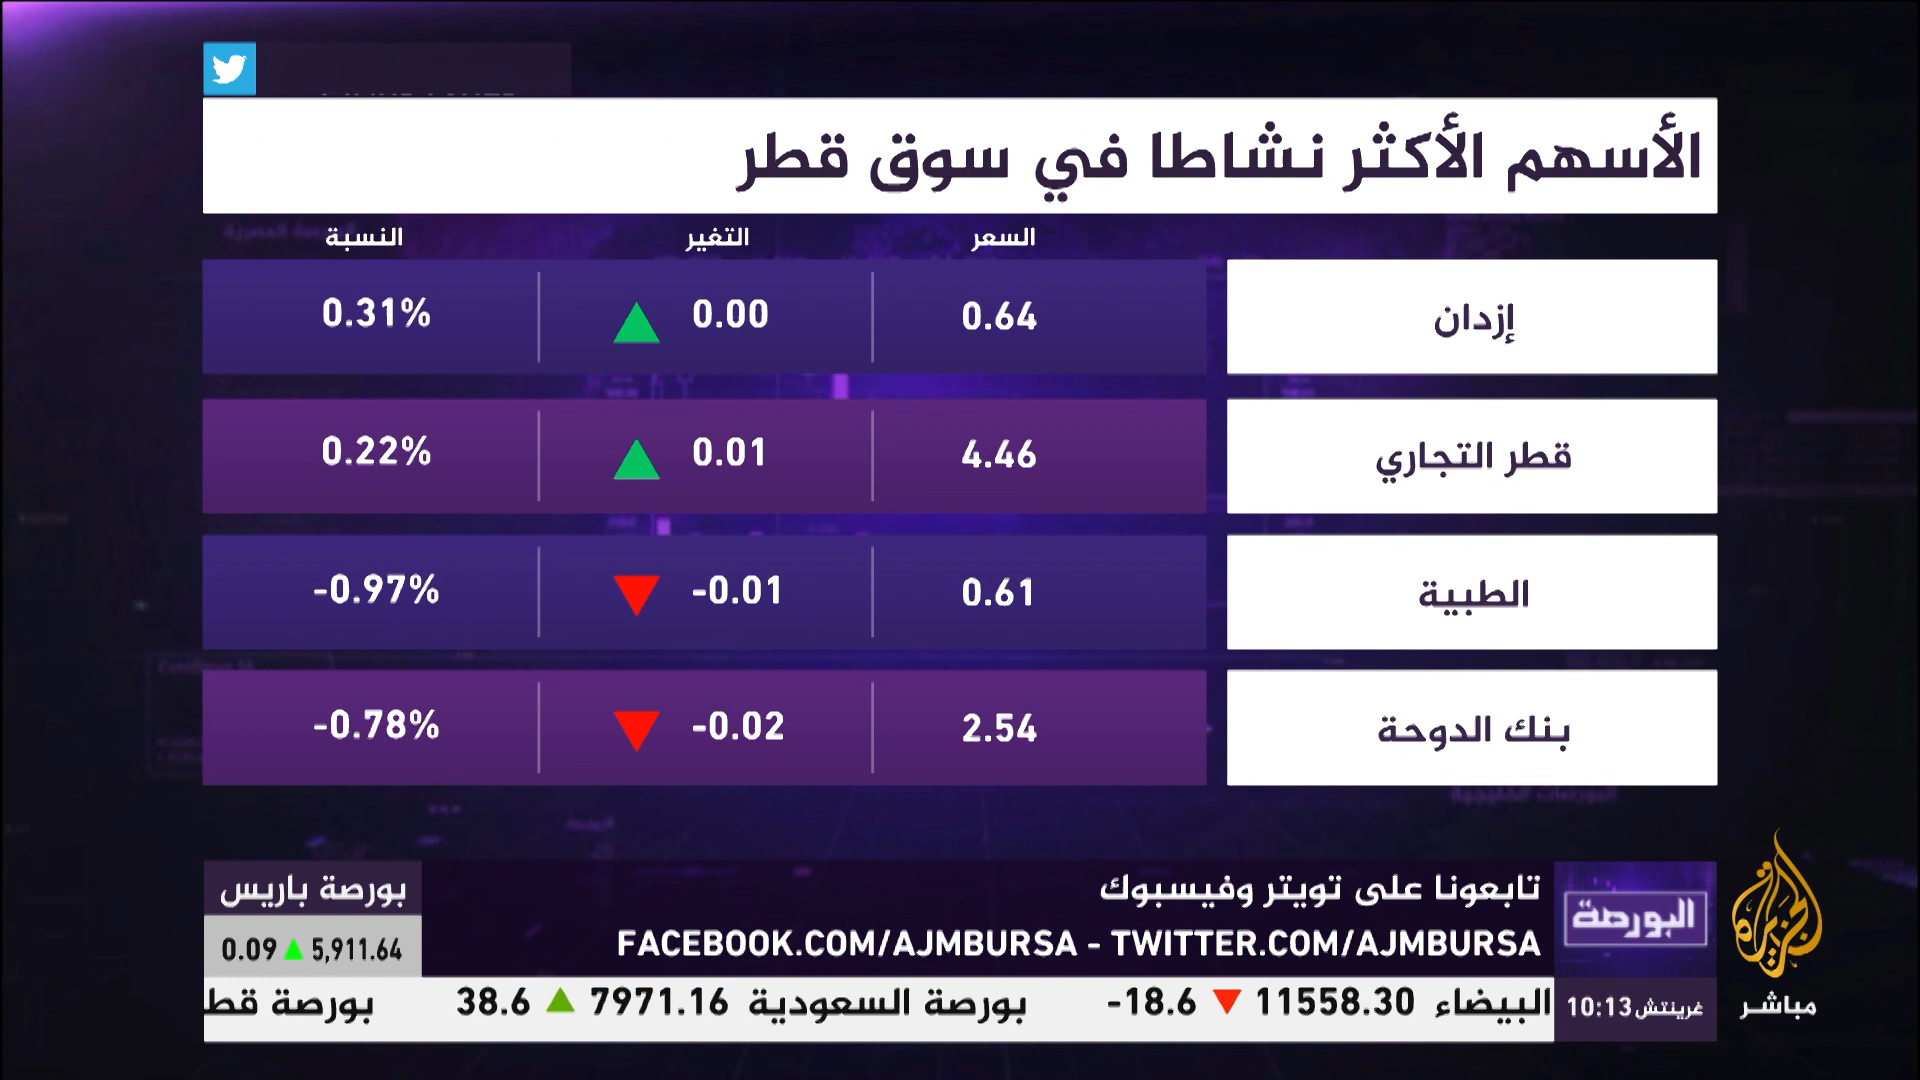 الأسهم الأكثر نشاطا في سوق قطر
السعر التغير النسبة
إزدان 0.64 0.00 0.31%
قطر التجاري 4.46 0.01 0.22%
الطبية 0.61 -0.01 -0.97%
بنك الدوحة 2.54 -0.02 -0.78%
البورصة
تابعونا على تويتر وفيسبوك
FACEBOOK.COM/AJMBURSA - TWITTER.COM/AJMBURSA
بورصة باريس
5,911.64 0.09
غرينتش 10:13
البيضاء 11558.30 -18.6 بورصة السعودية 7971.16 38.6 بورصة قط
الجزيرة
مباشر